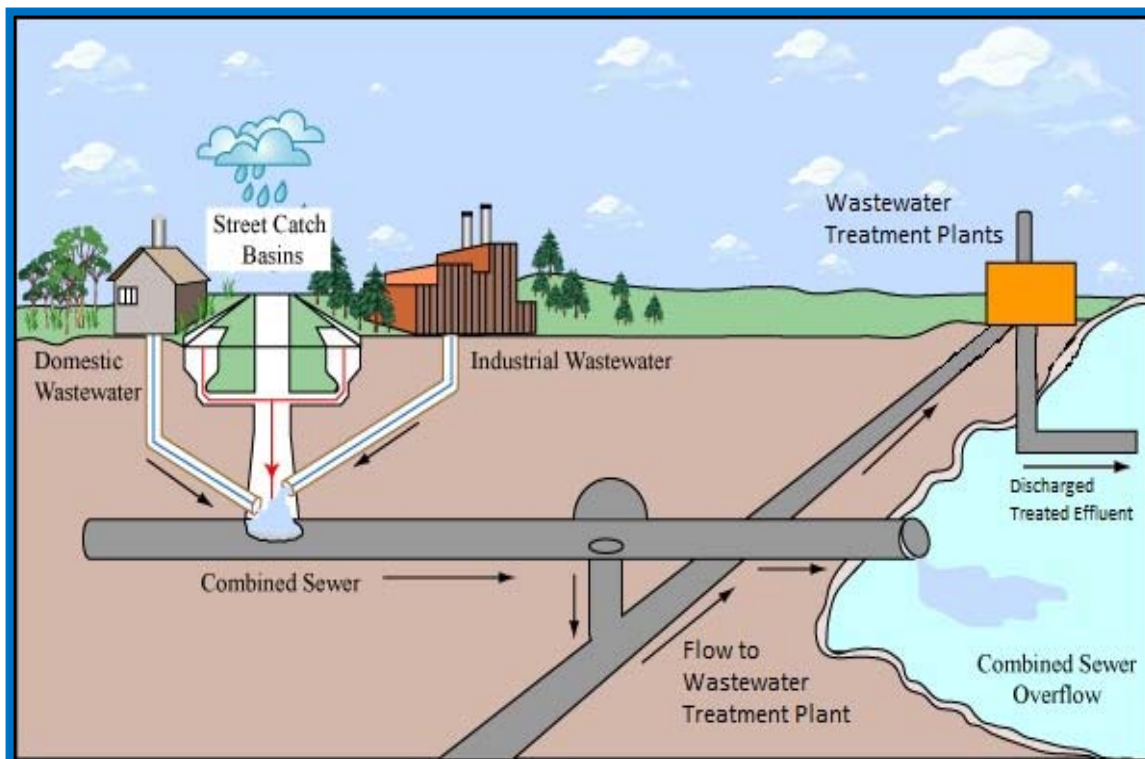 Street Catch
Basins
Wastewater
Treatment Plants
Domestic
Wastewater
Industrial Wastewater
Discharged
Treated Effluent
Combined Sewer
Flow to
Wastewater
Treatment Plant
Combined Sewer
Overflow